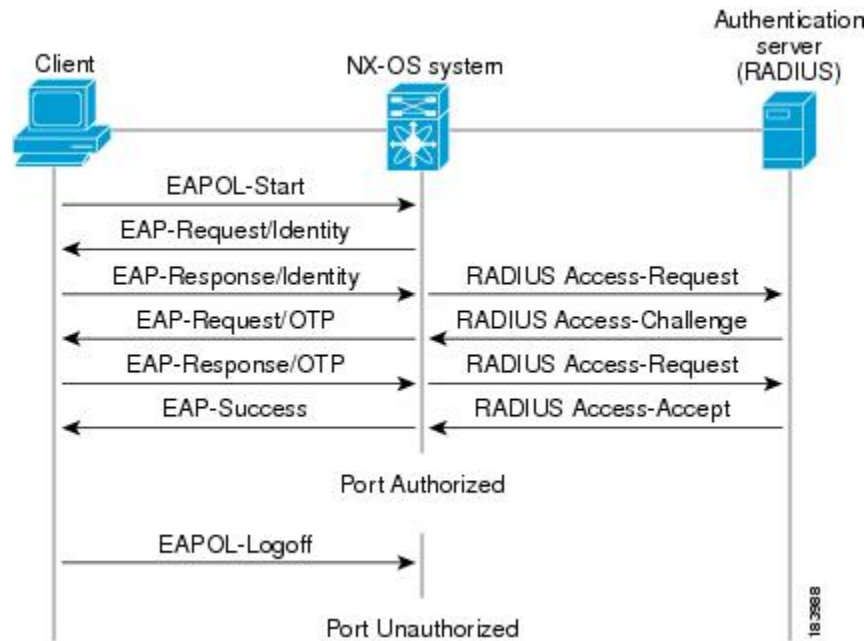 Client
NX-OS system
Authentication
server
(RADIUS)
EAPOL-Start
EAP-Request/Identity
EAP-Response/Identity
RADIUS Access-Request
EAP-Request/OTP
RADIUS Access-Challenge
EAP-Response/OTP
RADIUS Access-Request
EAP-Success
RADIUS Access-Accept
Port Authorized
EAPOL-Logoff
Port Unauthorized
183988